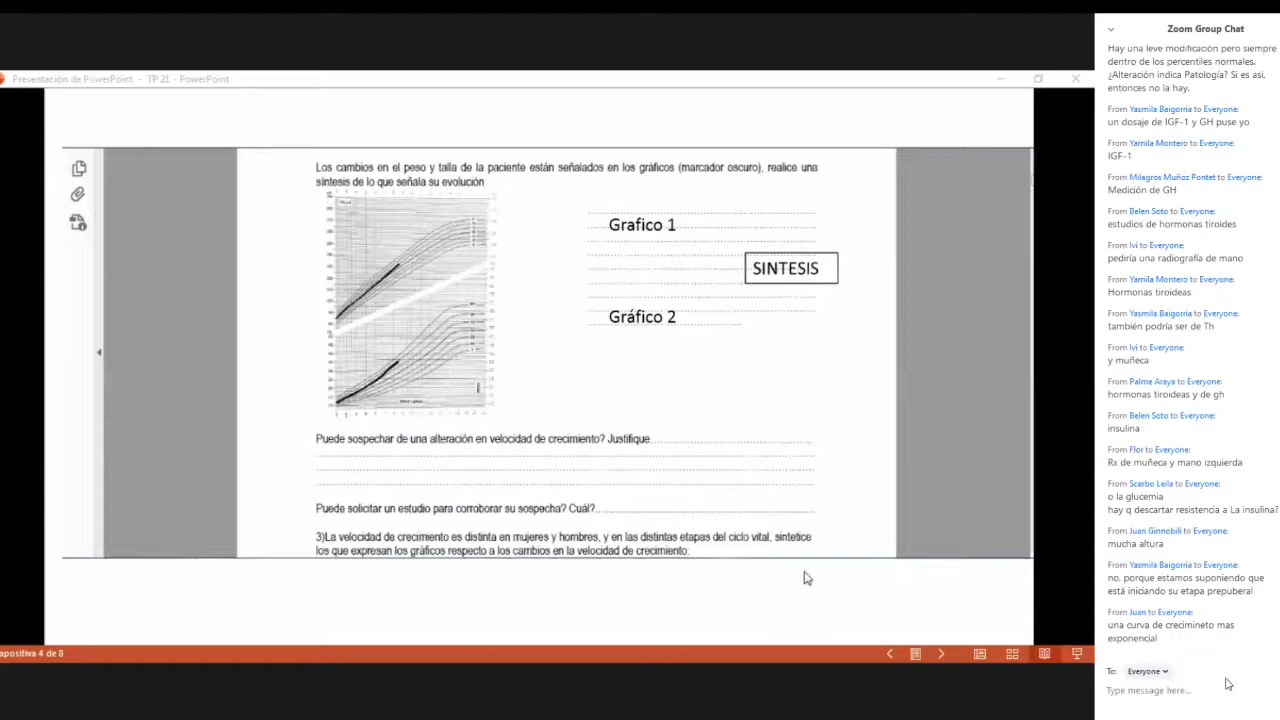 Presentación de PowerPoint - TP 21 - PowerPoint
Los cambios en el peso y talla de la paciente están señalados en los gráficos (marcador oscuro), realice una
síntesis de lo que señala su evolución
Grafico 1
SINTESIS
Gráfico 2
Puede sospechar de una alteración en velocidad de crecimiento? Justifique
Puede solicitar un estudio para corroborar su sospecha? Cuál?
3)La velocidad de crecimiento es distinta en mujeres y hombres, y en las distintas etapas del ciclo vital, sintetice
los que expresan los gráficos respecto a los cambios en la velocidad de crecimiento:
apositiva 4 de 8
Zoom Group Chat
Hay una leve modificación pero siempre
dentro de los percentiles normales.
¿Alteración indica Patología? Si es asi,
entonces no la hay.
From Yasmila Baigorria to Everyone:
un dosaje de IGF-1 y GH puse yo
From Yamila Montero to Everyone:
IGF-1
From Milagros Muñoz Pontet to Everyone:
Medición de GH
From Belen Soto to Everyone:
estudios de hormonas tiroides
From Ivi to Everyone:
pediría una radiografía de mano
From Yamila Montero to Everyone:
Hormonas tiroideas
From Yasmila Baigorria to Everyone:
también podría ser de Th
From Ivi to Everyone:
y muñeca
From Palme Araya to Everyone:
hormonas tiroideas y de gh
From Belen Soto to Everyone:
insulina
From Flor to Everyone:
Rx de muñeca y mano izquierda
From Scerbo Leila to Everyone:
o la glucemia
hay q descartar resistencia a La insulina?
From Juan Ginnobili to Everyone:
mucha altura
From Yasmila Baigorria to Everyone:
no, porque estamos suponiendo que
está iniciando su etapa prepuberal
From Juan to Everyone:
una curva de crecimineto mas
exponencial
To: Everyone
Type message here...